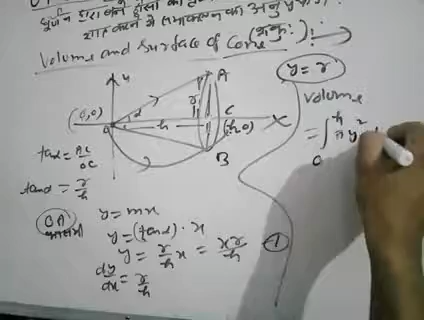 Volume and Surface of Cone (शंकु) :→
y = r
y
A
(0,0)
α
r
h
C
(h,0)
X
B
Volume
= ∫₀ʰ π y²
tanα = AC/OC
tanα = r/h
OA
y = mx
y = (tanα) · x
y = r/h x = xr/h ①
dy/dx = r/h